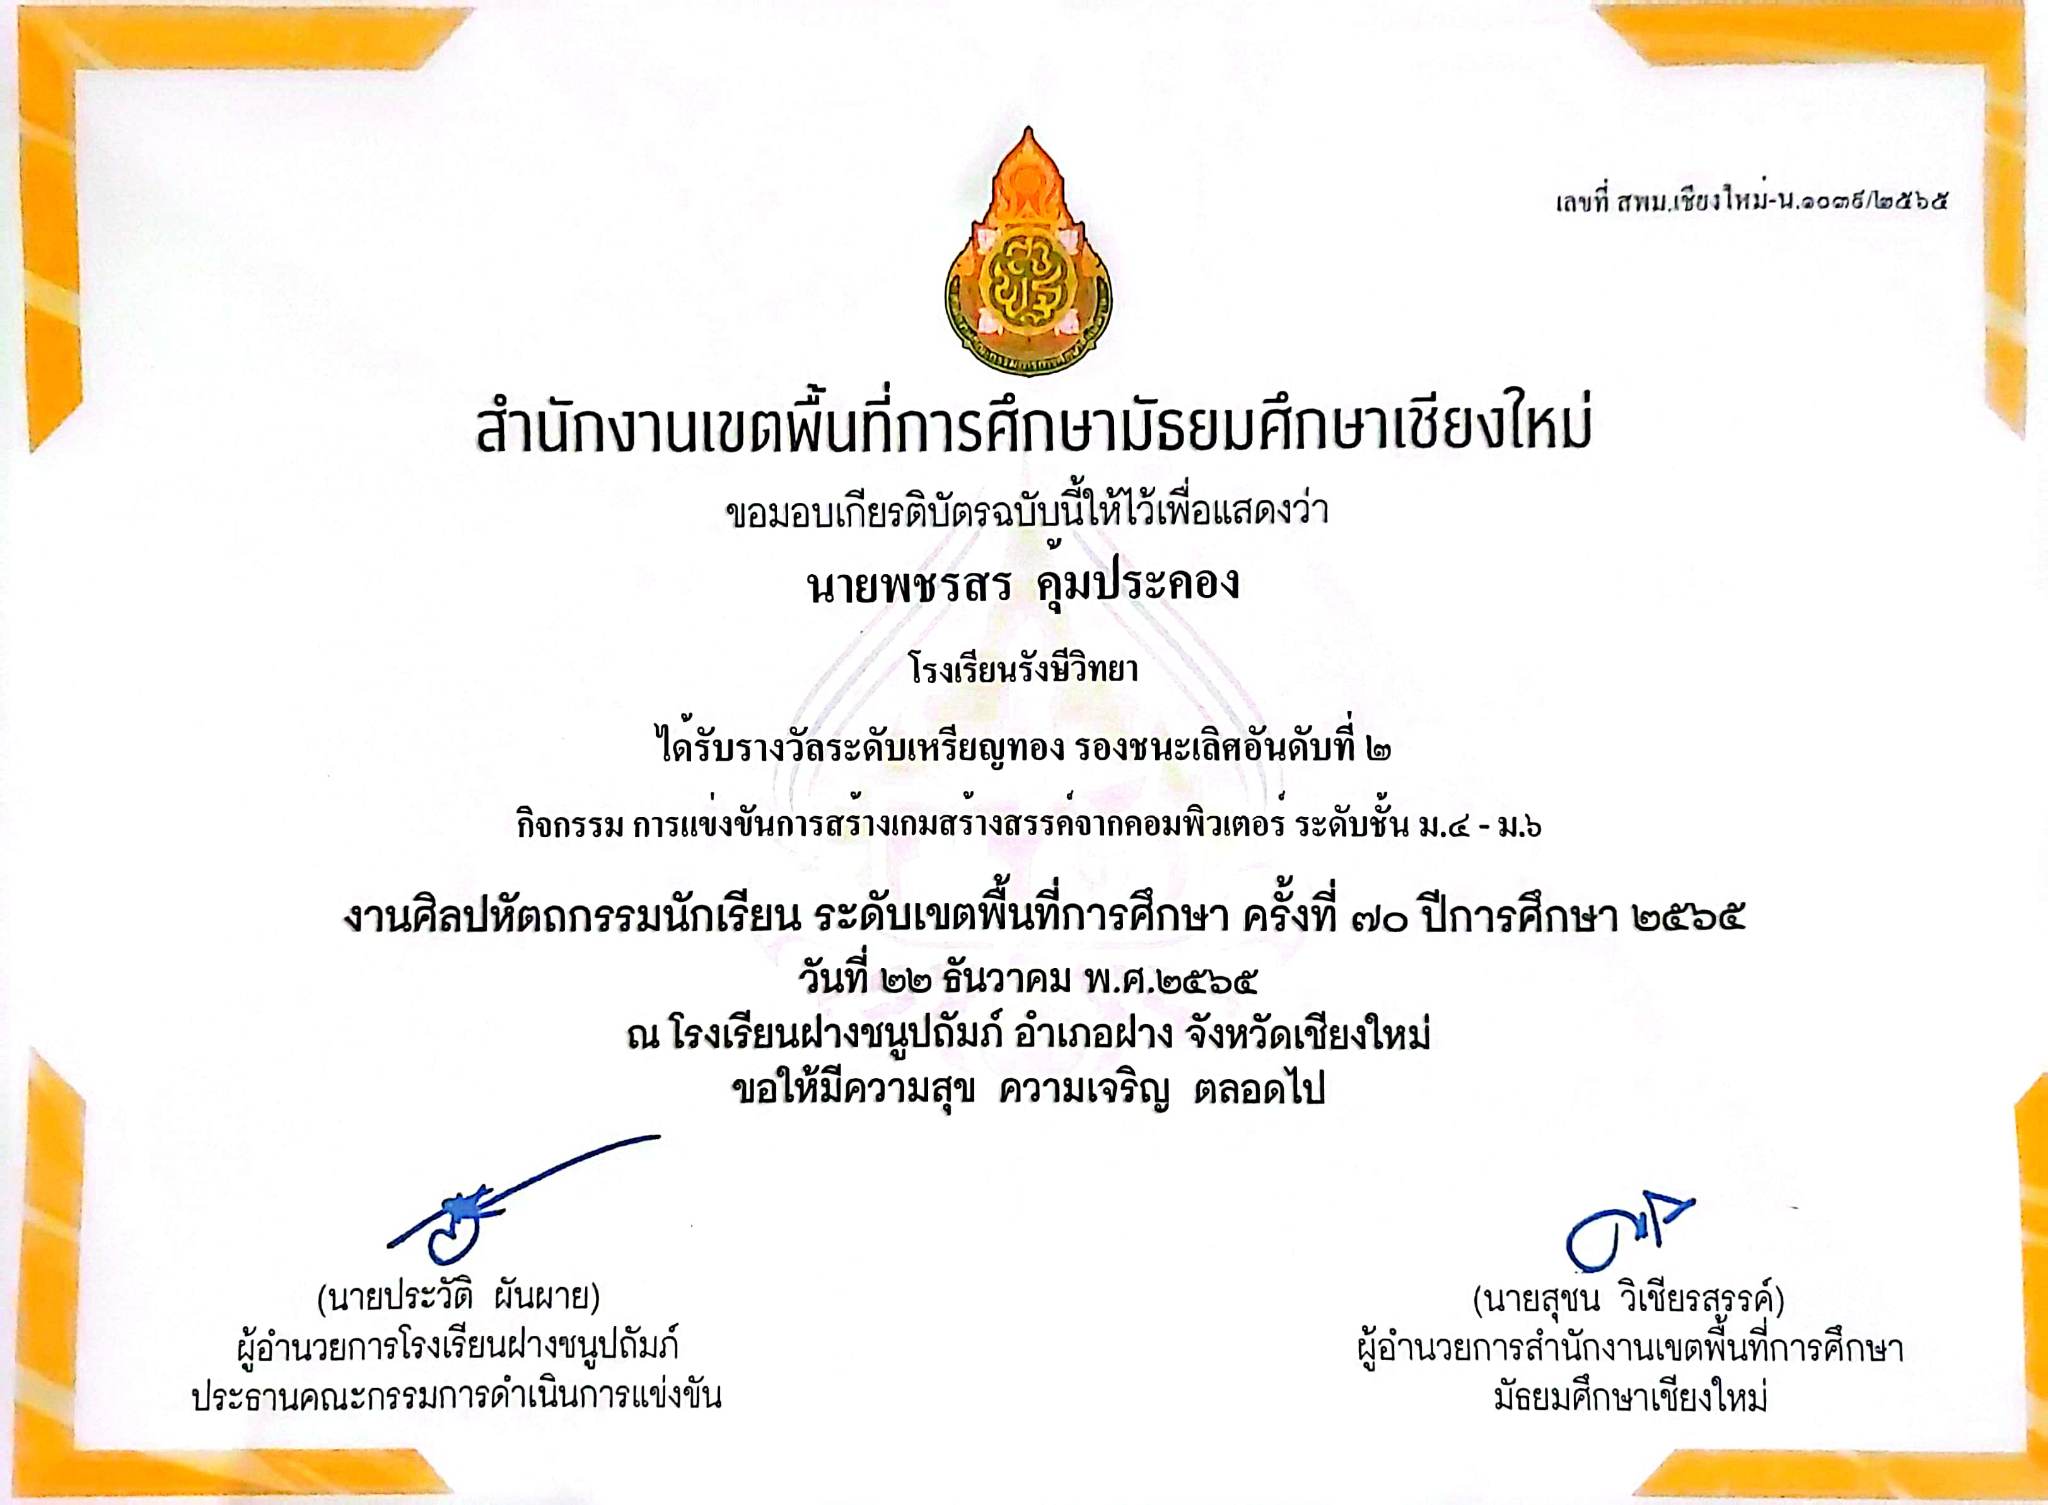 เลขที่ สพม.เชียงใหม่-น.๑๐๓๙/๒๕๖๕
สำนักงานเขตพื้นที่การศึกษามัธยมศึกษาเชียงใหม่
ขอมอบเกียรติบัตรฉบับนี้ให้ไว้เพื่อแสดงว่า
นายพชรสร คุ้มประคอง
โรงเรียนรังษีวิทยา
ได้รับรางวัลระดับเหรียญทอง รองชนะเลิศอันดับที่ ๒
กิจกรรม การแข่งขันการสร้างเกมสร้างสรรค์จากคอมพิวเตอร์ ระดับชั้น ม.๔ - ม.๖
งานศิลปหัตถกรรมนักเรียน ระดับเขตพื้นที่การศึกษา ครั้งที่ ๗๐ ปีการศึกษา ๒๕๖๕
วันที่ ๒๒ ธันวาคม พ.ศ.๒๕๖๕
ณ โรงเรียนฝางชนูปถัมภ์ อำเภอฝาง จังหวัดเชียงใหม่
ขอให้มีความสุข ความเจริญ ตลอดไป
(นายประวัติ ผันผาย)
ผู้อำนวยการโรงเรียนฝางชนูปถัมภ์
ประธานคณะกรรมการดำเนินการแข่งขัน
(นายสุชน วิเชียรสรรค์)
ผู้อำนวยการสำนักงานเขตพื้นที่การศึกษา
มัธยมศึกษาเชียงใหม่